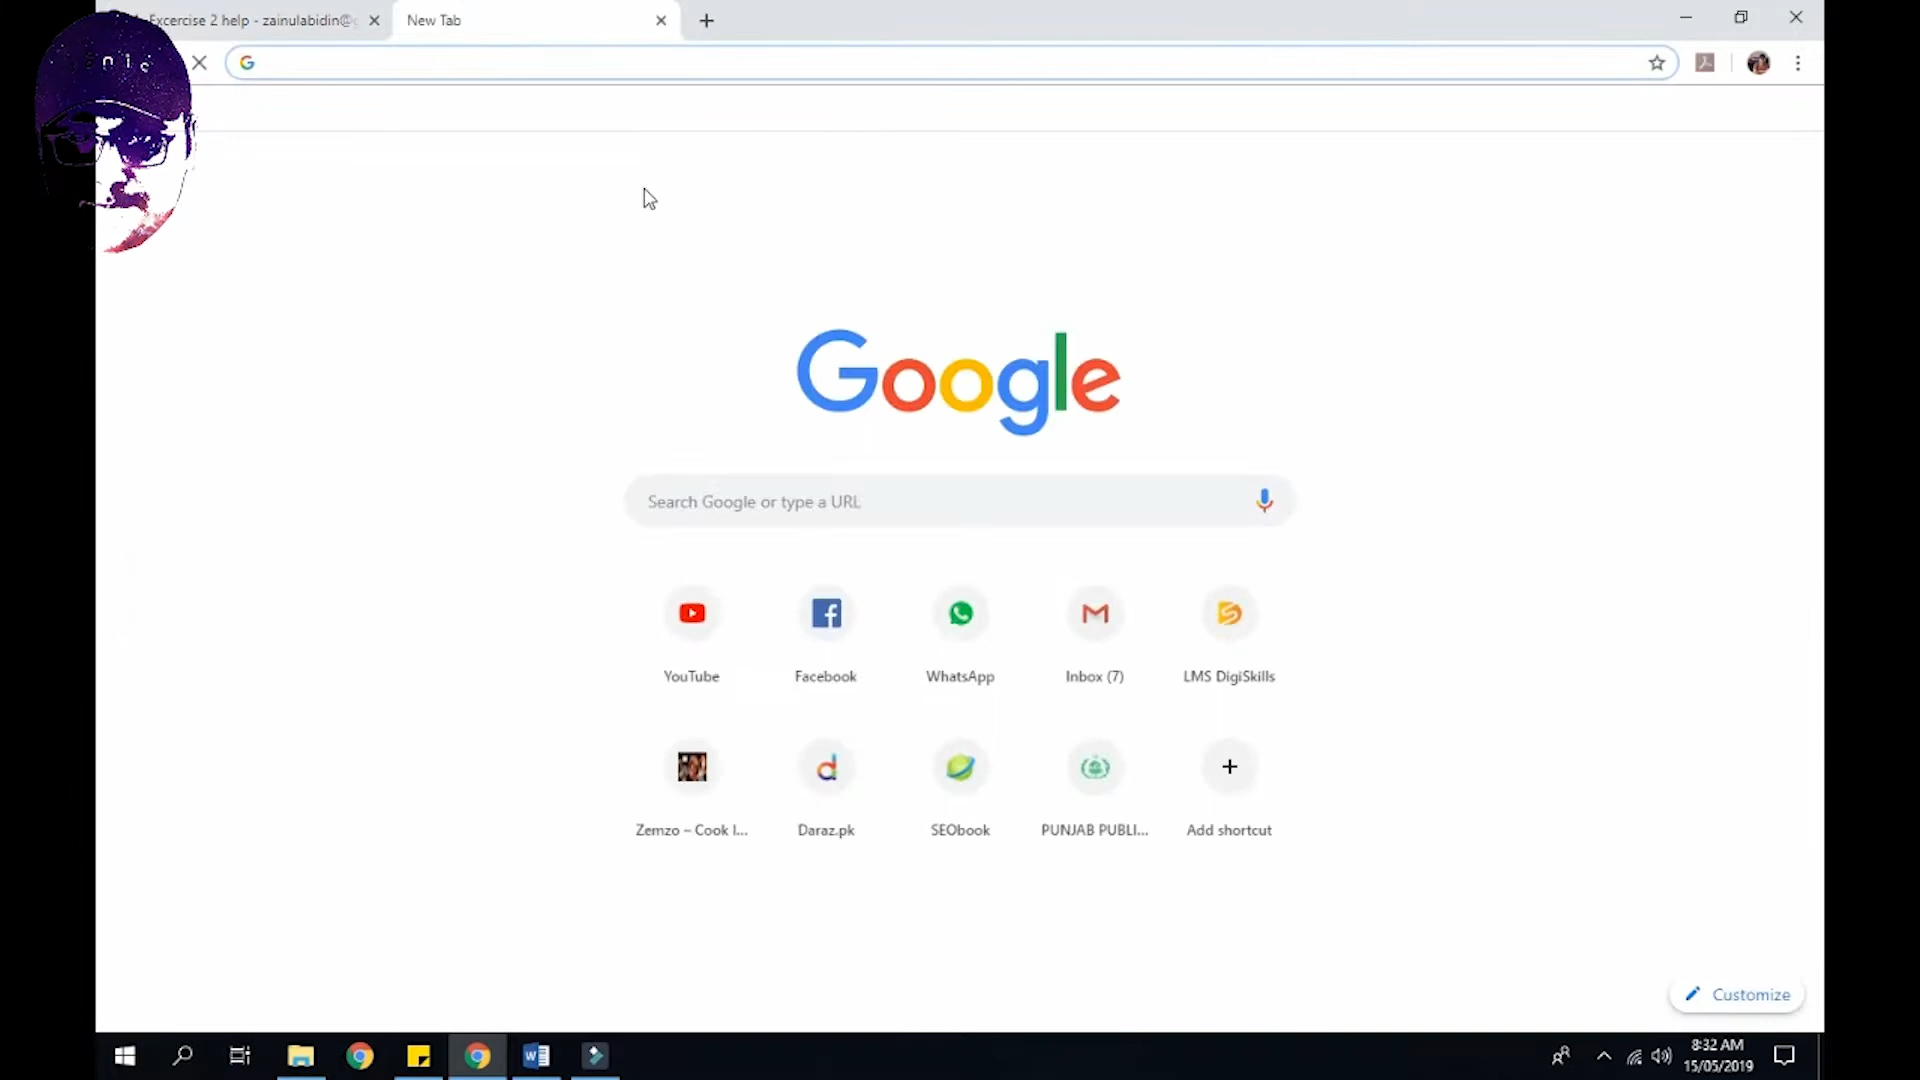 Excercise 2 help - zainulabidin@
New Tab
Google
Search Google or type a URL
YouTube
Facebook
WhatsApp
Inbox (7)
LMS DigiSkills
Zemzo – Cook I...
Daraz.pk
SEObook
PUNJAB PUBLI...
Add shortcut
Customize
8:32 AM
15/05/2019